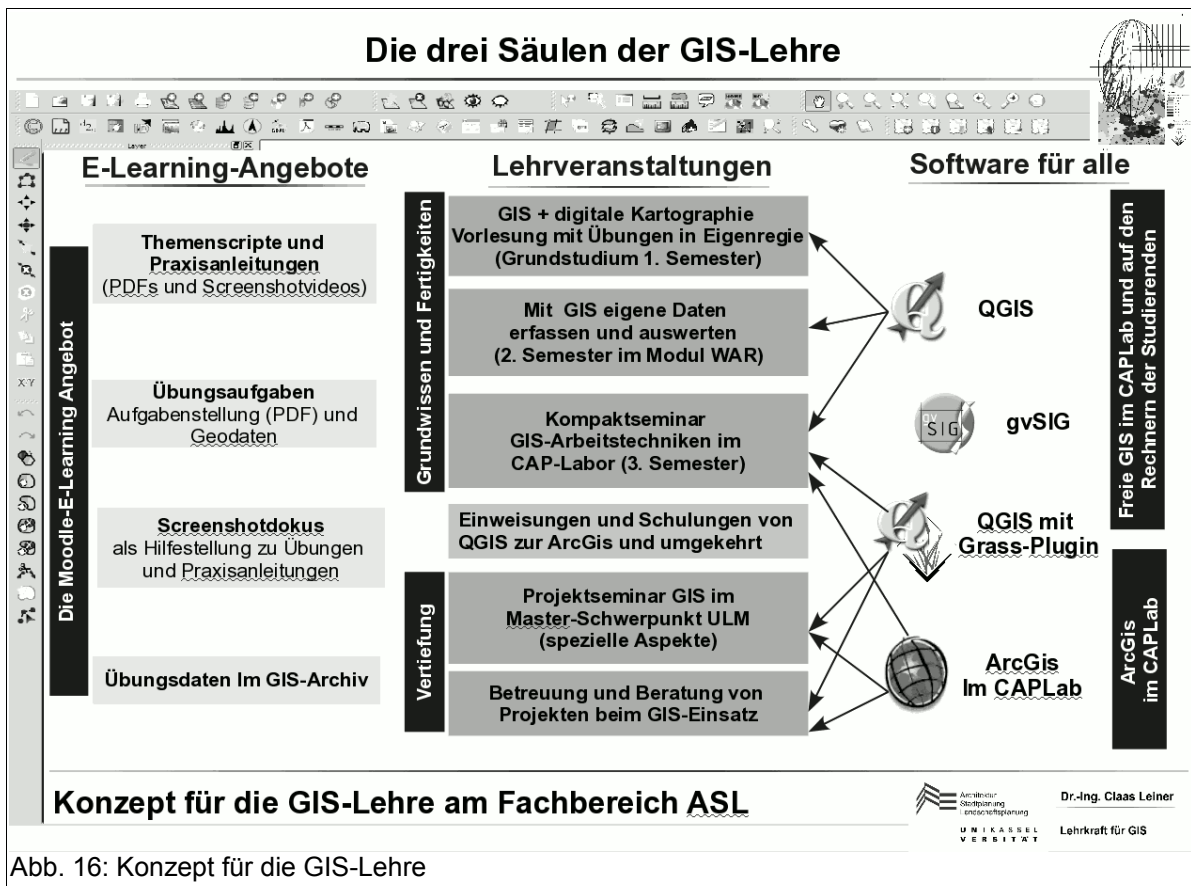 Die drei Säulen der GIS-Lehre
Layer
E-Learning-Angebote
Die Moodle-E-Learning Angebot
Themenscripte und
Praxisanleitungen
(PDFs und Screenshotvideos)
Übungsaufgaben
Aufgabenstellung (PDF) und
Geodaten
Screenshotdokus
als Hilfestellung zu Übungen
und Praxisanleitungen
Übungsdaten Im GIS-Archiv
Lehrveranstaltungen
Grundwissen und Fertigkeiten
GIS + digitale Kartographie
Vorlesung mit Übungen in Eigenregie
(Grundstudium 1. Semester)
Mit GIS eigene Daten
erfassen und auswerten
(2. Semester im Modul WAR)
Kompaktseminar
GIS-Arbeitstechniken im
CAP-Labor (3. Semester)
Einweisungen und Schulungen von
QGIS zur ArcGis und umgekehrt
Vertiefung
Projektseminar GIS im
Master-Schwerpunkt ULM
(spezielle Aspekte)
Betreuung und Beratung von
Projekten beim GIS-Einsatz
Software für alle
QGIS
gv
SIG
gvSIG
QGIS mit
Grass-Plugin
ArcGis
Im CAPLab
Freie GIS im CAPLab und auf den
Rechnern der Studierenden
ArcGis
im CAPLab
X·Y
Konzept für die GIS-Lehre am Fachbereich ASL
Architektur
Stadtplanung
Landschaftsplanung
UNIKASSEL
VERSITÄT
Dr.-Ing. Claas Leiner
Lehrkraft für GIS
Abb. 16: Konzept für die GIS-Lehre